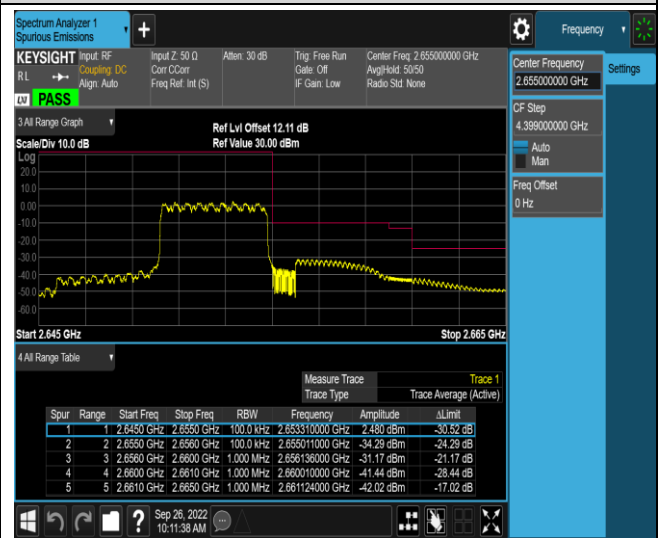 Spectrum Analyzer 1
Spurious Emissions
Frequency
KEYSIGHT Input: RF Input Z: 50 Ω Atten: 30 dB Trig: Free Run Center Freq: 2.655000000 GHz
RL Coupling: DC Corr CCorr Gate: Off Avg|Hold: 50/50
Align: Auto Freq Ref: Int (S) IF Gain: Low Radio Std: None
LXI PASS
Center Frequency
2.655000000 GHz
Settings
CF Step
4.399000000 GHz
Auto
Man
Freq Offset
0 Hz
3 All Range Graph
Ref Lvl Offset 12.11 dB
Scale/Div 10.0 dB Ref Value 30.00 dBm
Log
20.0
10.0
0.00
-10.0
-20.0
-30.0
-40.0
-50.0
-60.0
Start 2.645 GHz Stop 2.665 GHz
4 All Range Table
Measure Trace Trace 1
Trace Type Trace Average (Active)
Spur Range Start Freq Stop Freq RBW Frequency Amplitude ΔLimit
1 1 2.6450 GHz 2.6550 GHz 100.0 kHz 2.653310000 GHz 2.480 dBm -30.52 dB
2 2 2.6550 GHz 2.6560 GHz 100.0 kHz 2.655011000 GHz -34.29 dBm -24.29 dB
3 3 2.6560 GHz 2.6600 GHz 1.000 MHz 2.656136000 GHz -31.17 dBm -21.17 dB
4 4 2.6600 GHz 2.6610 GHz 1.000 MHz 2.660010000 GHz -41.44 dBm -28.44 dB
5 5 2.6610 GHz 2.6650 GHz 1.000 MHz 2.661124000 GHz -42.02 dBm -17.02 dB
Sep 26, 2022
10:11:38 AM